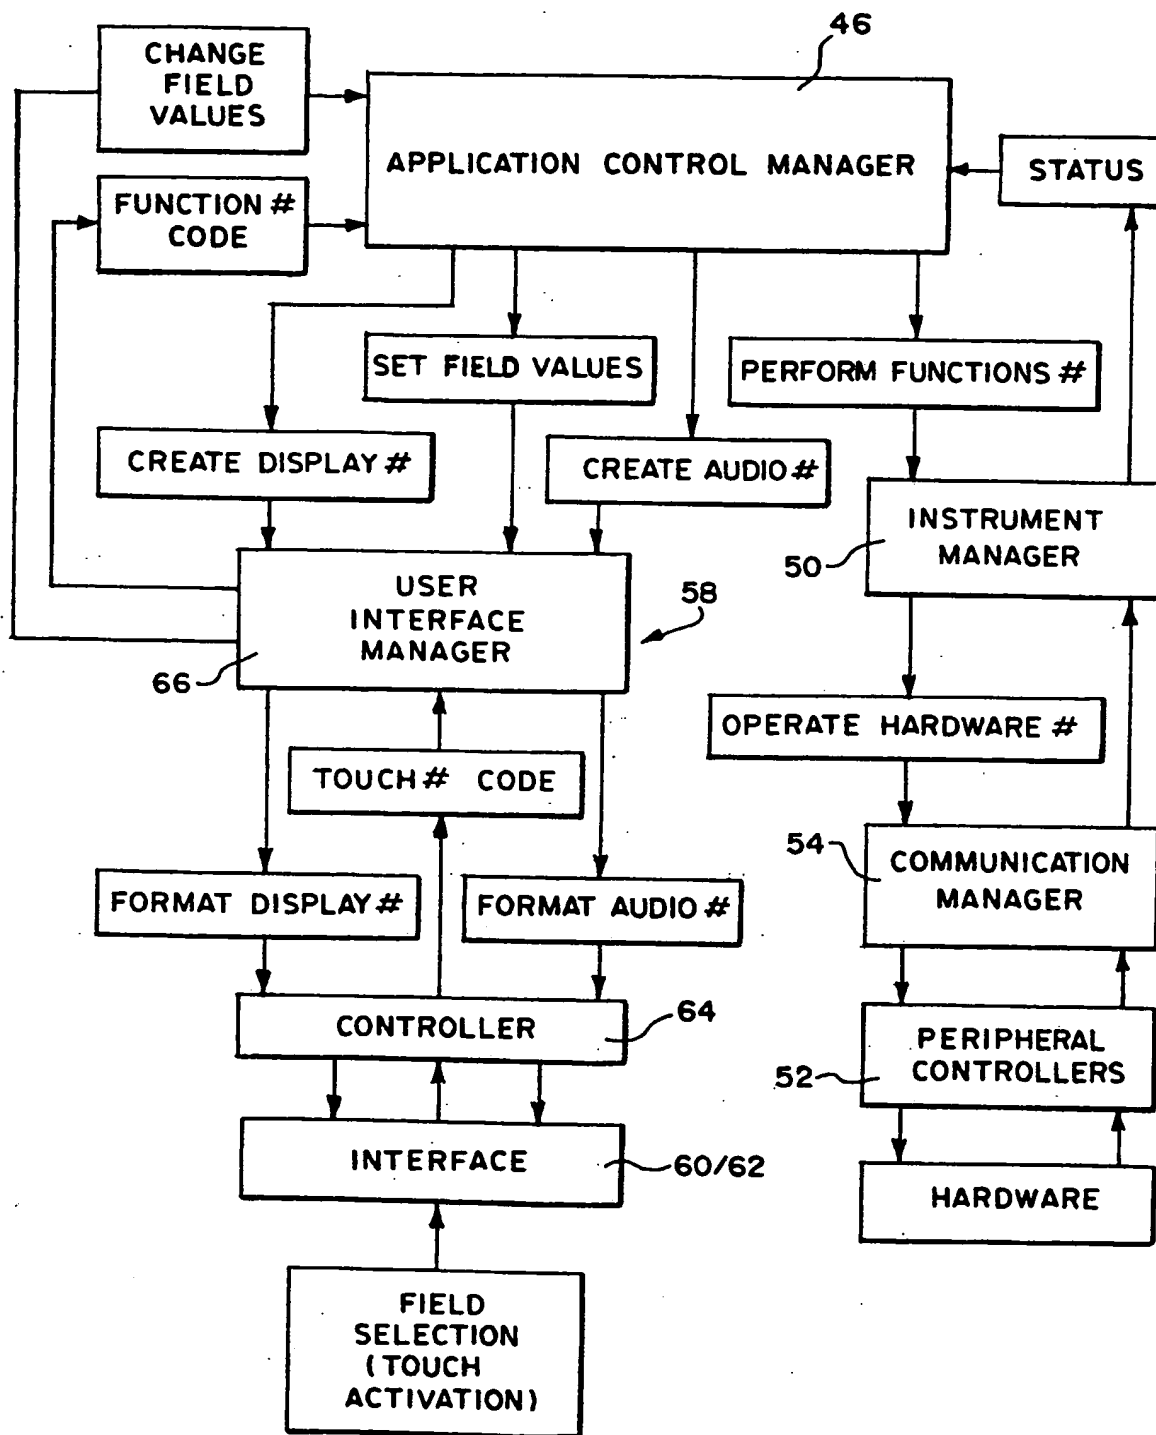 46
CHANGE
FIELD
VALUES
APPLICATION CONTROL MANAGER
STATUS
FUNCTION #
CODE
SET FIELD VALUES
PERFORM FUNCTIONS #
CREATE DISPLAY #
CREATE AUDIO #
INSTRUMENT
MANAGER
50
USER
INTERFACE
MANAGER
58
66
OPERATE HARDWARE #
TOUCH # CODE
54
COMMUNICATION
MANAGER
FORMAT DISPLAY #
FORMAT AUDIO #
CONTROLLER
64
PERIPHERAL
CONTROLLERS
52
INTERFACE
60/62
HARDWARE
FIELD
SELECTION
(TOUCH
ACTIVATION)